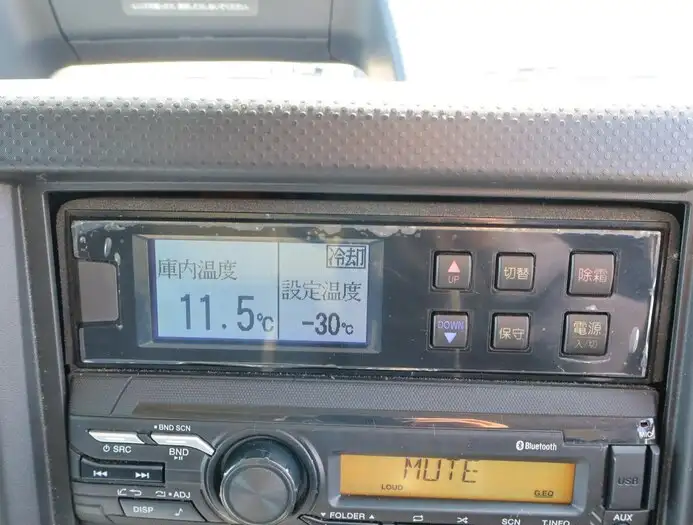 冷却
庫内温度
設定温度
11.5℃
-30℃
UP
切替
除霜
DOWN
保守
電源
入/切
BND SCN
SRC
BND
Bluetooth
MUTE
LOUD
G.EQ
USB
ADJ
DISP
FOLDER
SCN
T.INFO
AUX